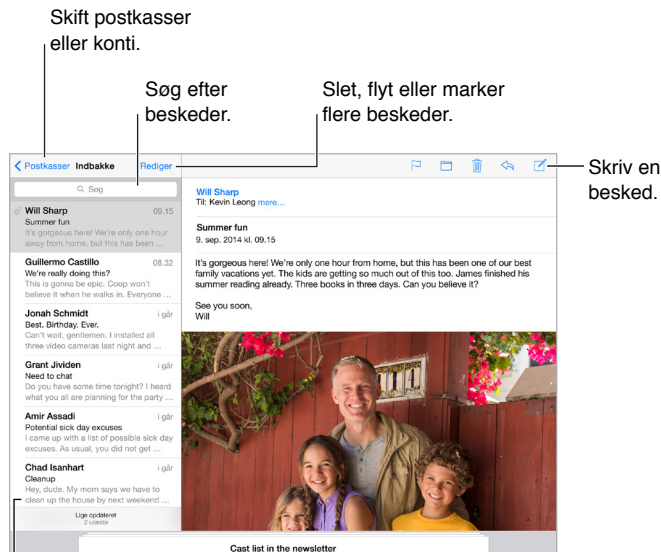 Skift postkasser
eller konti.
Søg efter
beskeder.
Slet, flyt eller marker
flere beskeder.
Skriv en
besked.
Postkasser Indbakke Rediger
Søg
Will Sharp 09.15
Summer fun
It's gorgeous here! We're only one hour
away from home, but this has been ...
Guillermo Castillo 08.32
We're really doing this?
This is gonna be epic. Coop won't
believe it when he walks in. Everyone ...
Jonah Schmidt i går
Best. Birthday. Ever.
Can't wait, gentlemen. I installed all
three video cameras last night and ...
Grant Jividen i går
Need to chat
Do you have some time tonight? I heard
what you all are planning for the party ...
Amir Assadi i går
Potential sick day excuses
I came up with a list of possible sick day
excuses. As usual, you did not get ...
Chad Isanhart i går
Cleanup
Hey, dude. My mom says we have to
clean up the house by next weekend ...
Lige opdateret
2 ulæste
Will Sharp
Til: Kevin Leong mere...
Summer fun
9. sep. 2014 kl. 09.15
It's gorgeous here! We're only one hour from home, but this has been one of our best
family vacations yet. The kids are getting so much out of this too. James finished his
summer reading already. Three books in three days. Can you believe it?
See you soon,
Will
Cast list in the newsletter